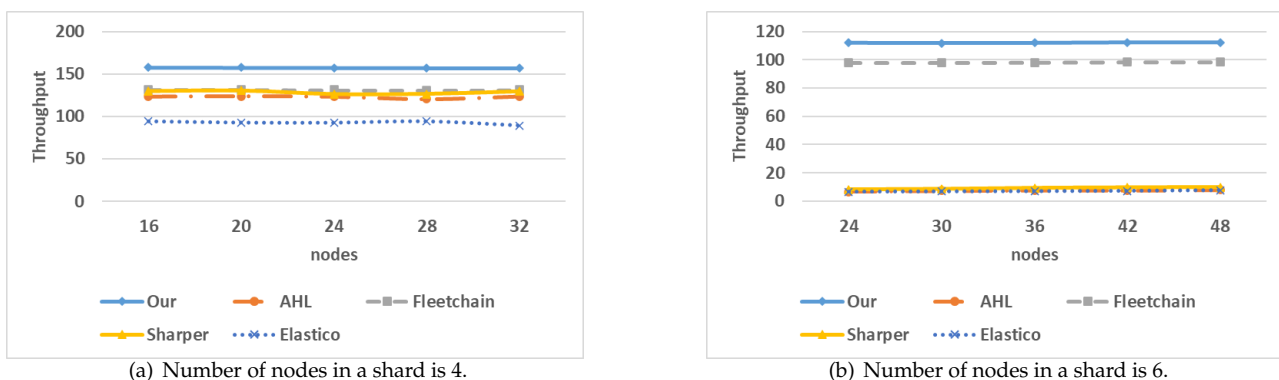 200
150
100
50
0
Throughput
16 20 24 28 32
nodes
Our AHL Fleetchain
Sharper Elastico
(a) Number of nodes in a shard is 4.
120
100
80
60
40
20
0
Throughput
24 30 36 42 48
nodes
Our AHL Fleetchain
Sharper Elastico
(b) Number of nodes in a shard is 6.